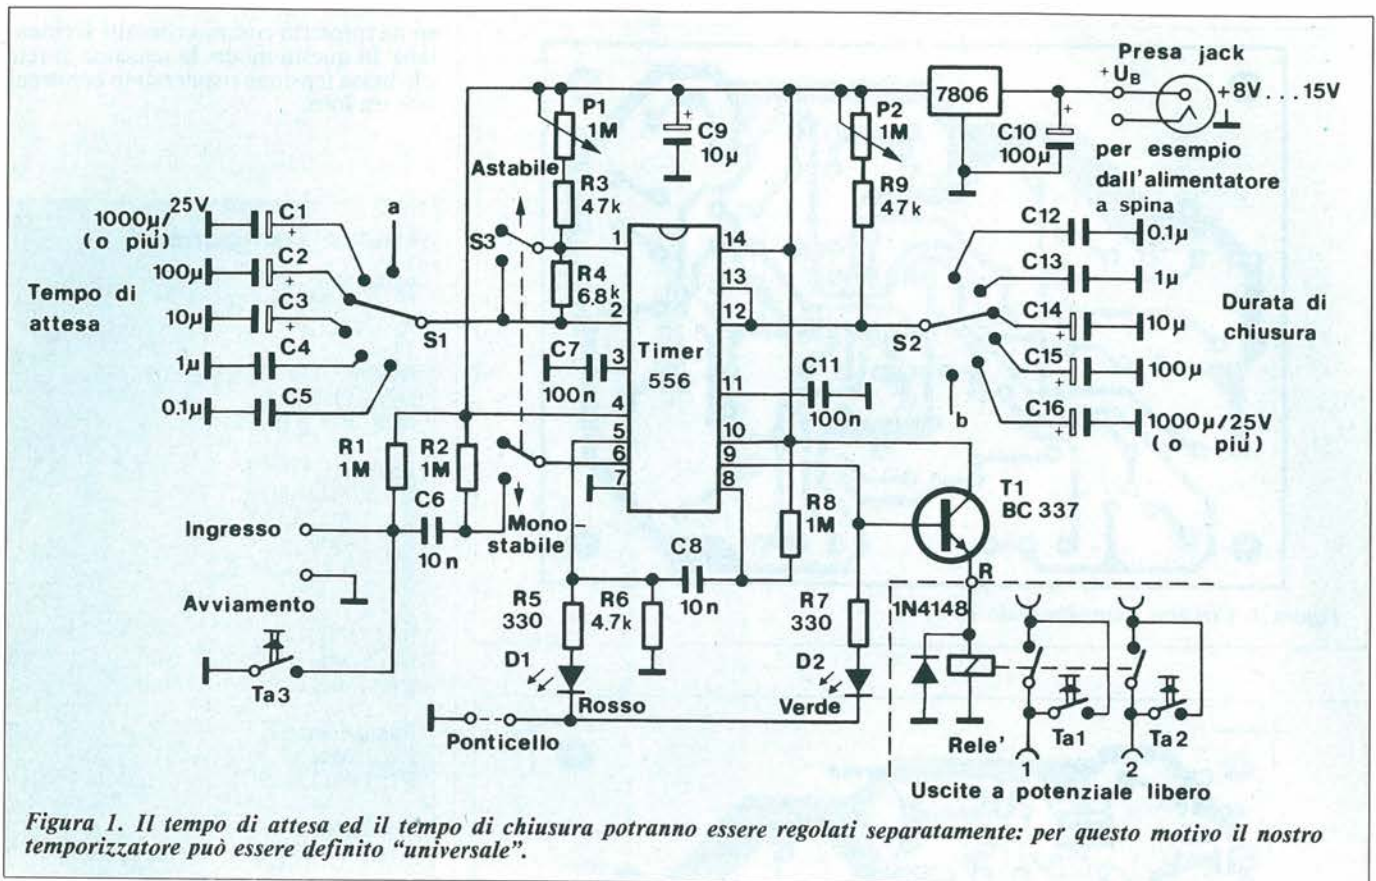 Presa jack
+UB
+8V...15V
7806
C10
100µ
per esempio
dall'alimentatore
a spina
P1
1M
C9
10µ
P2
1M
Astabile
R3
47k
R9
47k
1000µ/25V
(o più)
C1
+
a
S3
100µ
C2
+
Tempo di
attesa
10µ
C3
+
S1
1µ
C4
0.1µ
C5
R4
6,8k
C7
100n
1
2
3
4
5
6
7
Timer
556
14
13
12
11
10
9
8
C11
100n
S2
C12
0.1µ
C13
1µ
C14
10µ
Durata di
chiusura
C15
+
100µ
b
C16
+
1000µ/25V
(o più)
R1
1M
R2
1M
Ingresso
C6
10n
Mono-
stabile
Avviamento
Ta3
C8
10n
R8
1M
T1
BC 337
R
R5
330
R6
4.7k
R7
330
1N4148
D1
Rosso
D2
Verde
Ponticello
Rele'
Ta1
Ta2
1
2
Uscite a potenziale libero
Figura 1. Il tempo di attesa ed il tempo di chiusura potranno essere regolati separatamente: per questo motivo il nostro
temporizzatore può essere definito "universale".